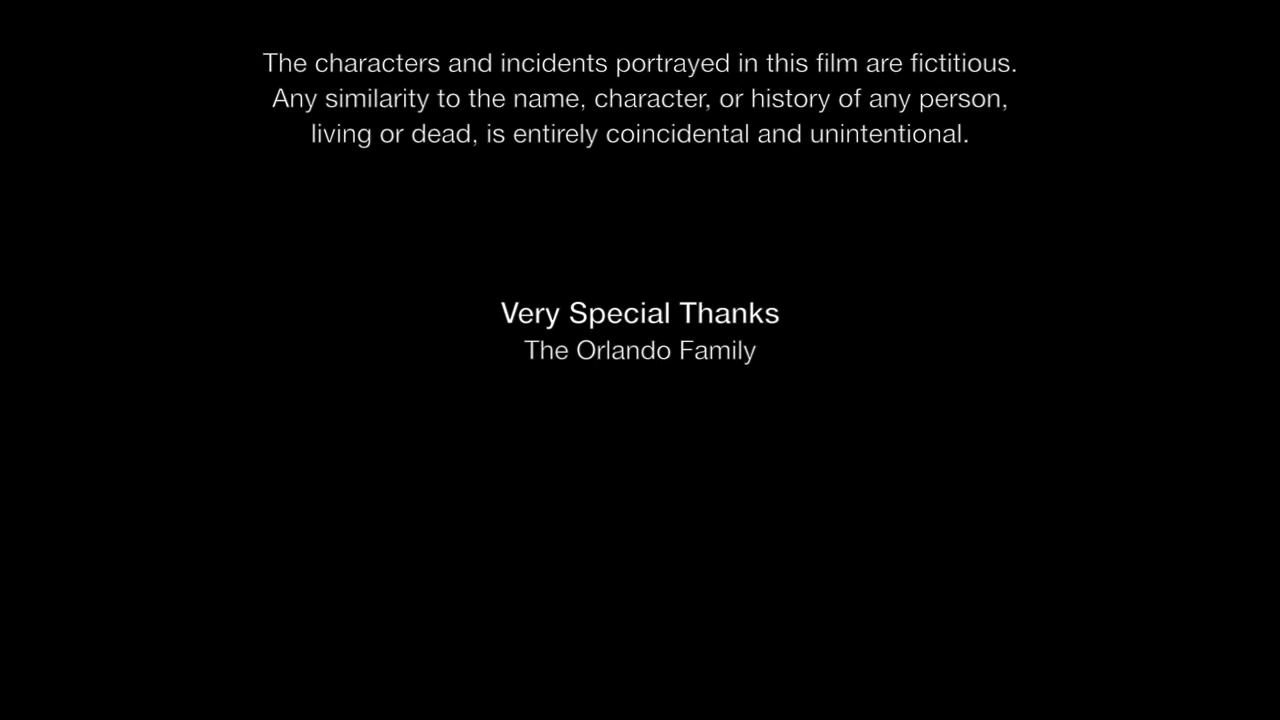 The characters and incidents portrayed in this film are fictitious.
Any similarity to the name, character, or history of any person,
living or dead, is entirely coincidental and unintentional.
Very Special Thanks
The Orlando Family